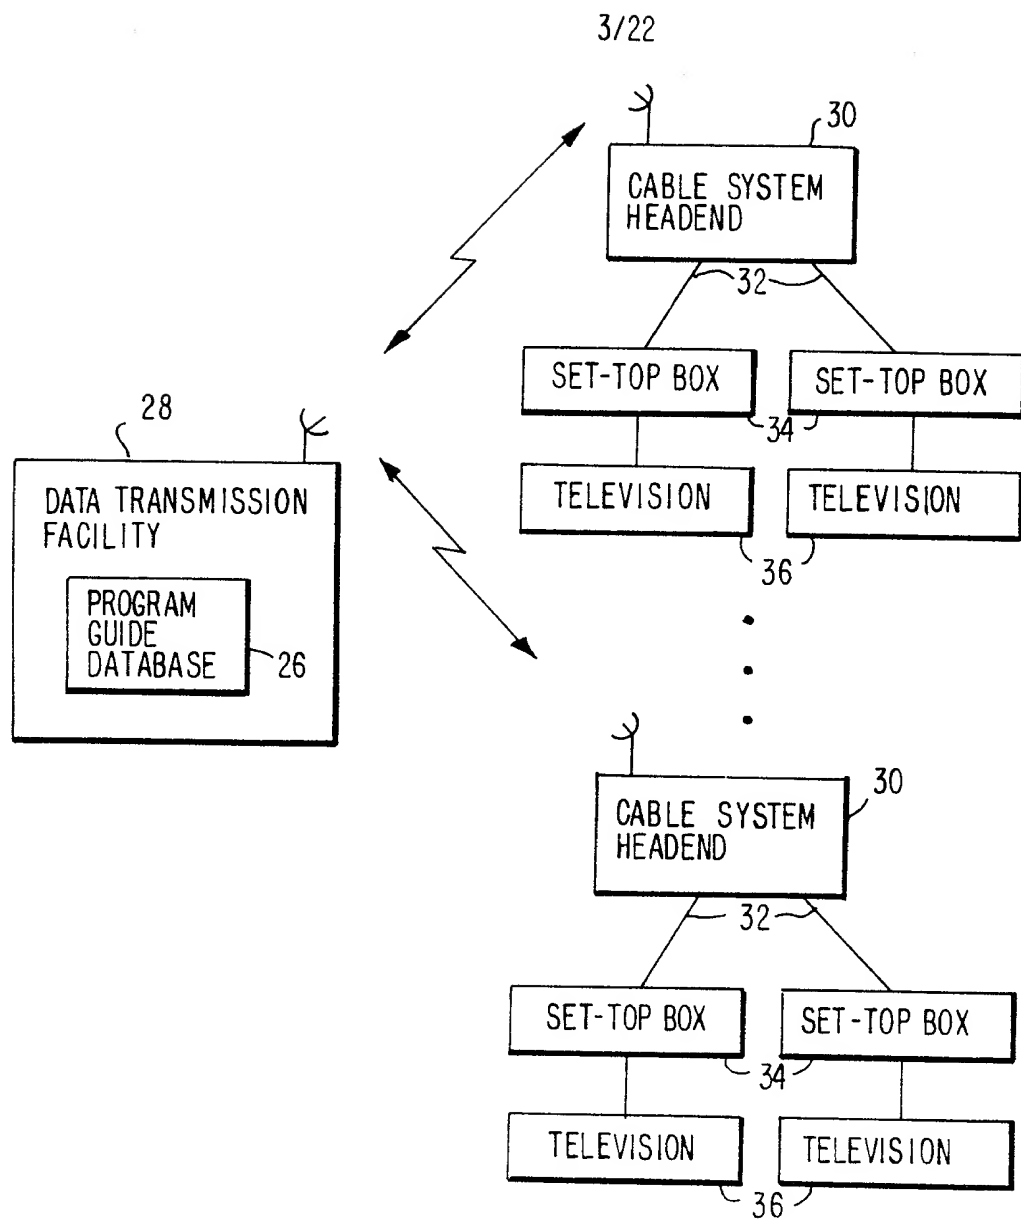 3/22
30
CABLE SYSTEM
HEADEND
32
SET-TOP BOX
SET-TOP BOX
34
TELEVISION
TELEVISION
36
28
DATA TRANSMISSION
FACILITY
PROGRAM
GUIDE
DATABASE
26
30
CABLE SYSTEM
HEADEND
32
SET-TOP BOX
SET-TOP BOX
34
TELEVISION
TELEVISION
36